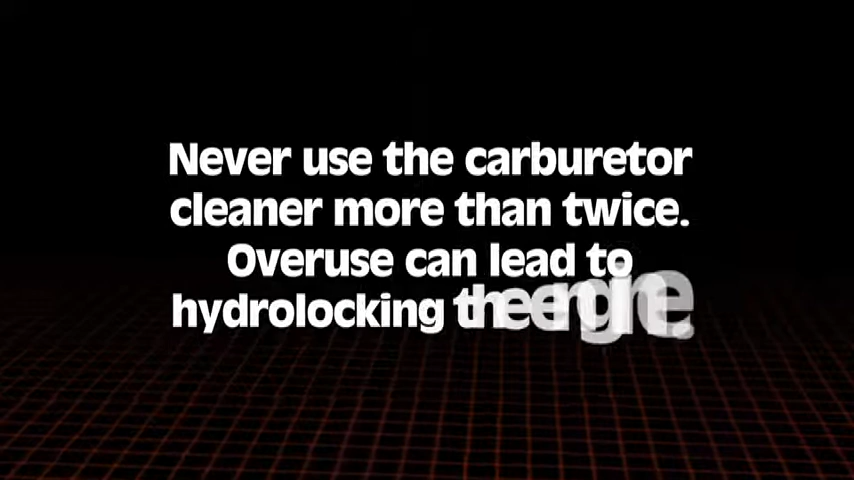 Never use the carburetor
cleaner more than twice.
Overuse can lead to
hydrolocking the engine.